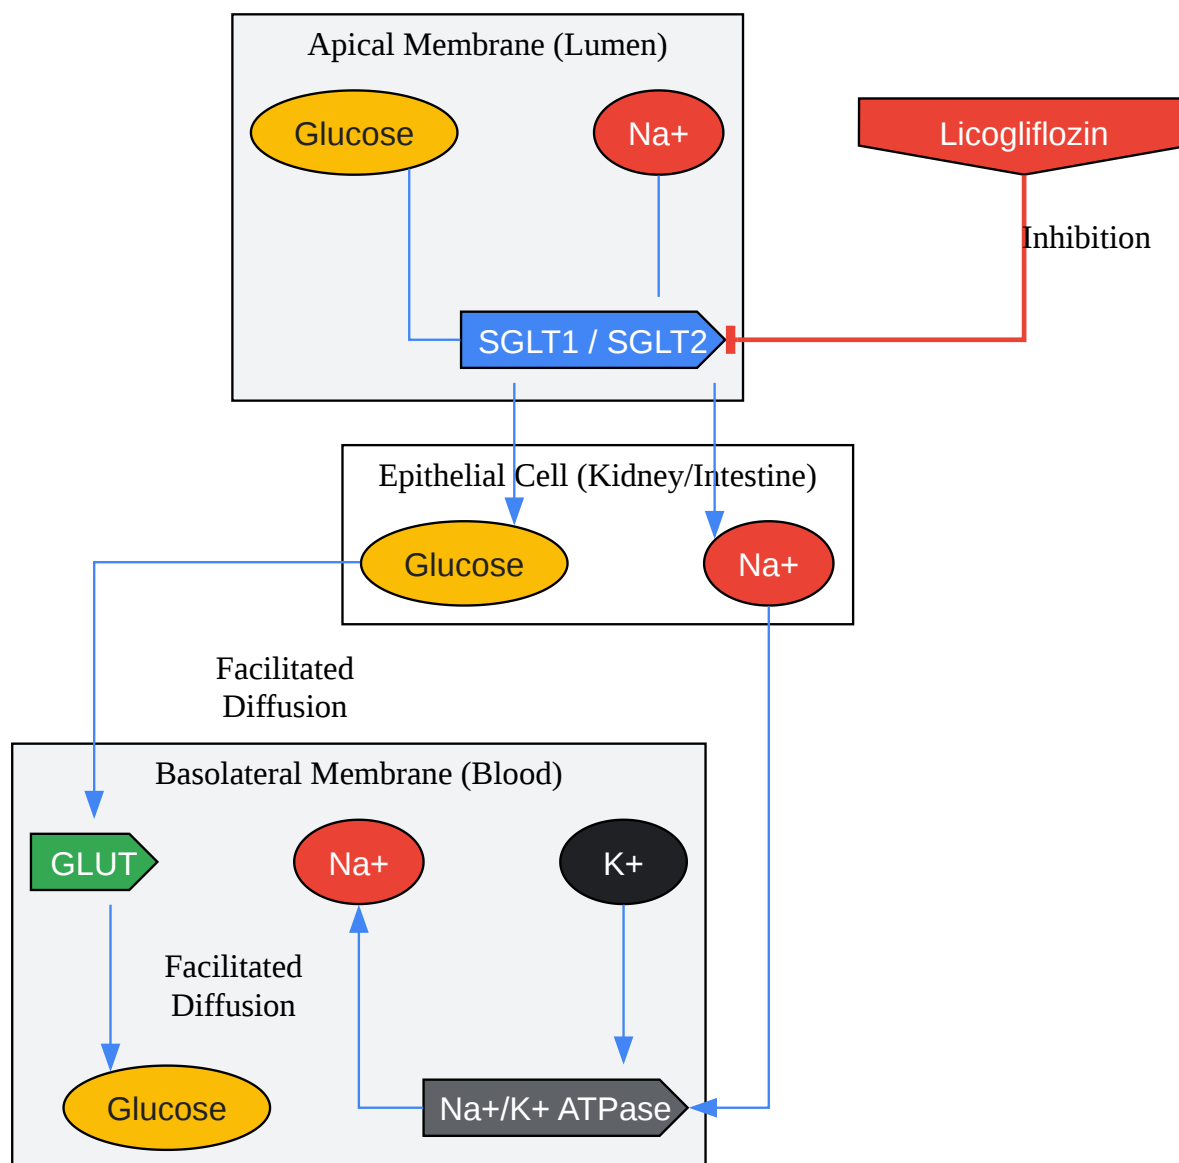 Apical Membrane (Lumen)
Glucose
Na+
Licogliflozin
Inhibition
SGLT1 / SGLT2
Epithelial Cell (Kidney/Intestine)
Glucose
Na+
Facilitated
Diffusion
Basolateral Membrane (Blood)
GLUT
Na+
K+
Facilitated
Diffusion
Glucose
Na+/K+ ATPase